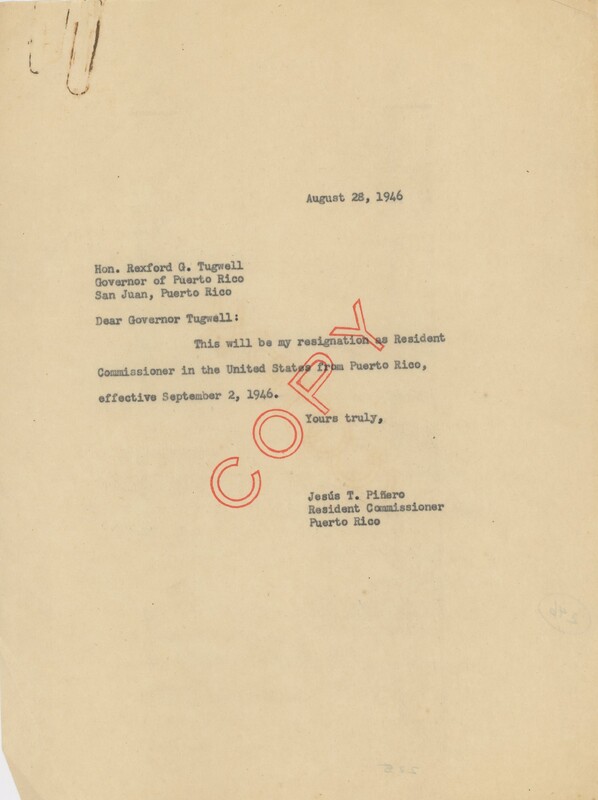 August 28, 1946
Hon. Rexford G. Tugwell
Governor of Puerto Rico
San Juan, Puerto Rico
Dear Governor Tugwell:
This will be my resignation as Resident
Commissioner in the United States from Puerto Rico,
effective September 2, 1946.
Yours truly,
COPY
Jesús T. Piñero
Resident Commissioner
Puerto Rico